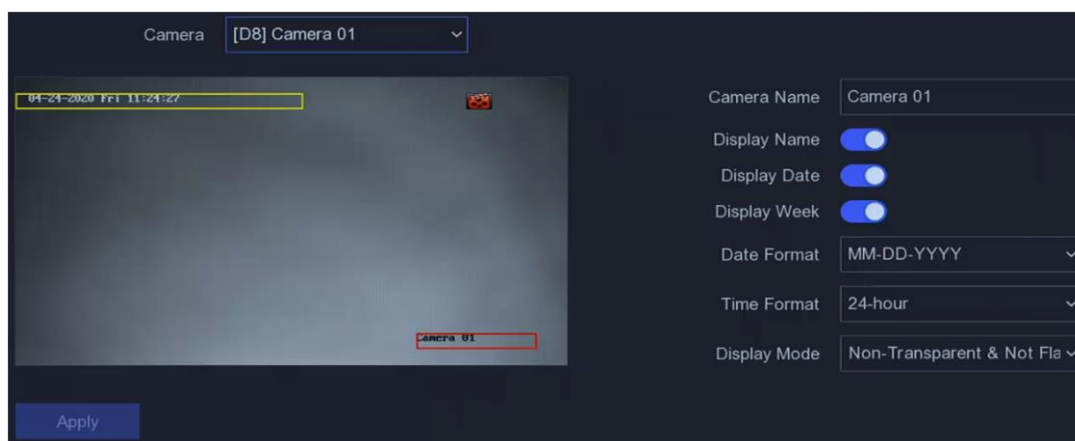 Camera [D8] Camera 01
04-24-2020 Fri 11:24:27
Camera Name Camera 01
Display Name
Display Date
Display Week
Date Format MM-DD-YYYY
Time Format 24-hour
Camera 01
Display Mode Non-Transparent & Not Fla
Apply